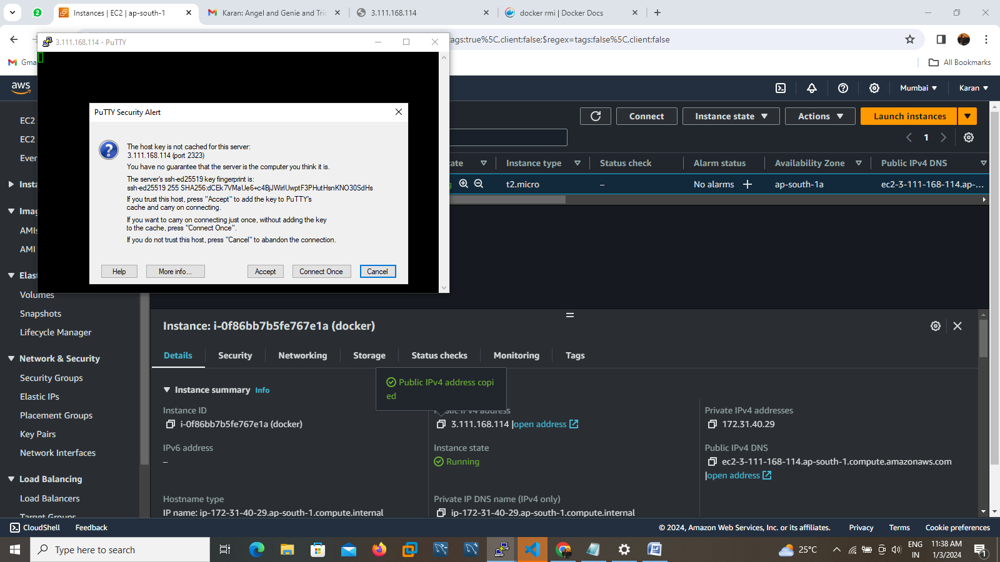 2
Instances | EC2 | ap-south-1
Karan: Angel and Genie and Tri
3.111.168.114
docker rmi | Docker Docs
ags:true%5C,client:false;$regex=tags:false%5C,client:false
Gma
All Bookmarks
3.111.168.114 - PuTTY
PuTTY Security Alert
The host key is not cached for this server:
3.111.168.114 (port 2323)
You have no guarantee that the server is the computer you think it is.
The server's ssh-ed25519 key fingerprint is:
ssh-ed25519 255 SHA256:dCEk7VMaUe6+c4BjJWirlUwptF3PHutHsnKNO30SdHs
If you trust this host, press "Accept" to add the key to PuTTY's
cache and carry on connecting.
If you want to carry on connecting just once, without adding the key
to the cache, press "Connect Once".
If you do not trust this host, press "Cancel" to abandon the connection.
Help
More info...
Accept
Connect Once
Cancel
aws
Mumbai
Karan
Connect
Instance state
Actions
Launch instances
1
ate
Instance type
Status check
Alarm status
Availability Zone
Public IPv4 DNS
t2.micro
–
No alarms
ap-south-1a
ec2-3-111-168-114.ap-...
EC2
EC2
Even
Insta
Imag
AMIs
AMI
Elast
Volumes
Snapshots
Lifecycle Manager
Network & Security
Security Groups
Elastic IPs
Placement Groups
Key Pairs
Network Interfaces
Load Balancing
Load Balancers
Target Groups
Instance: i-0f86bb7b5fe767e1a (docker)
Details
Security
Networking
Storage
Status checks
Monitoring
Tags
Public IPv4 address copi
ed
Instance summary Info
Instance ID
i-0f86bb7b5fe767e1a (docker)
Public IPv4 address
3.111.168.114 |open address
Private IPv4 addresses
172.31.40.29
IPv6 address
–
Instance state
Running
Public IPv4 DNS
ec2-3-111-168-114.ap-south-1.compute.amazonaws.com
|open address
Hostname type
IP name: ip-172-31-40-29.ap-south-1.compute.internal
Private IP DNS name (IPv4 only)
ip-172-31-40-29.ap-south-1.compute.internal
CloudShell
Feedback
© 2024, Amazon Web Services, Inc. or its affiliates.
Privacy
Terms
Cookie preferences
Type here to search
25°C
ENG
IN
11:38 AM
1/3/2024
1